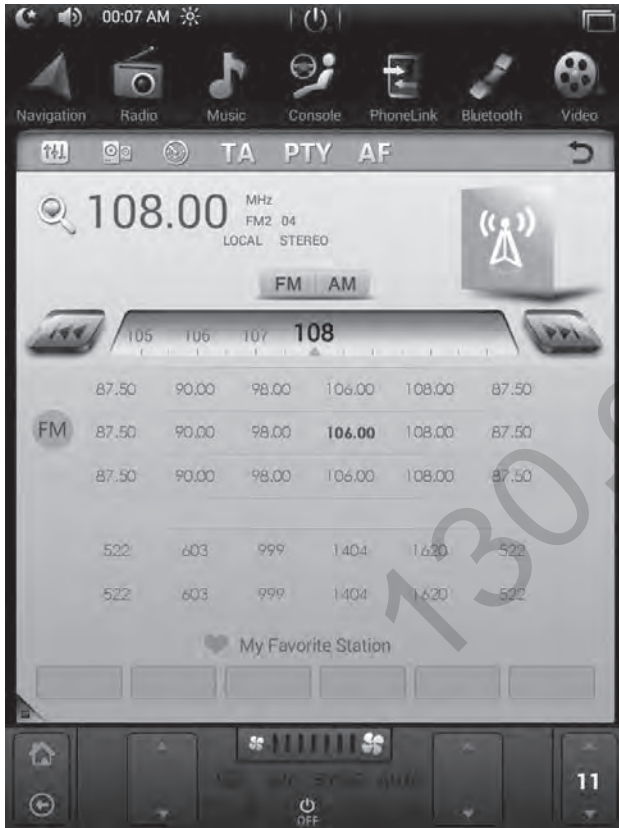 00:07 AM
Navigation Radio Music Console PhoneLink Bluetooth Video
TA PTY AF
108.00 MHz
FM2 04
LOCAL STEREO
FM AM
105 106 107 108
87.50 90.00 98.00 106.00 108.00 87.50
FM 87.50 90.00 98.00 106.00 108.00 87.50
87.50 90.00 98.00 106.00 108.00 87.50
522 603 999 1404 1620 522
522 603 999 1404 1620 522
My Favorite Station
11
OFF